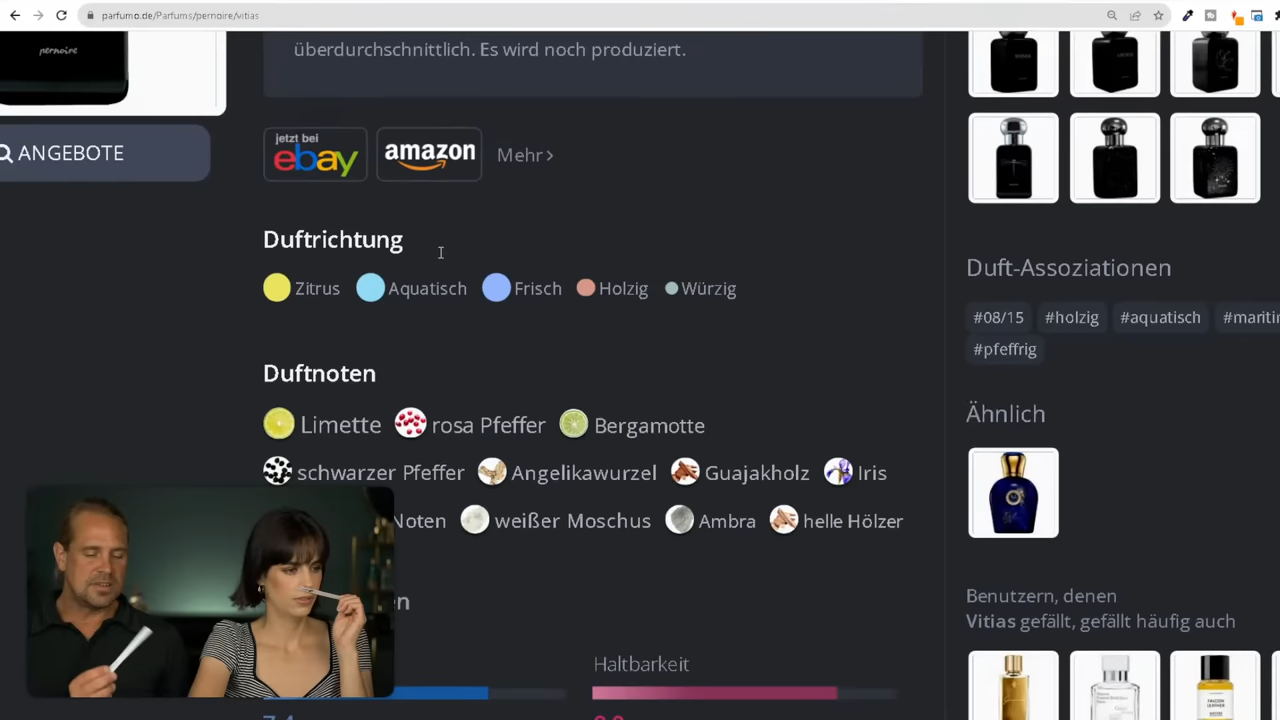 parfumo.de/Parfums/pernoire/vitias
pernoire
überdurchschnittlich. Es wird noch produziert.
ANGEBOTE
jetzt bei
ebay
amazon
Mehr
Duftrichtung
Zitrus Aquatisch Frisch Holzig Würzig
Duftnoten
Limette rosa Pfeffer Bergamotte
schwarzer Pfeffer Angelikawurzel Guajakholz Iris
Noten weißer Moschus Ambra helle Hölzer
Haltbarkeit
7.4
Duft-Assoziationen
#08/15 #holzig #aquatisch
#pfeffrig
Ähnlich
Benutzern, denen
Vitias gefällt, gefällt häufig auch